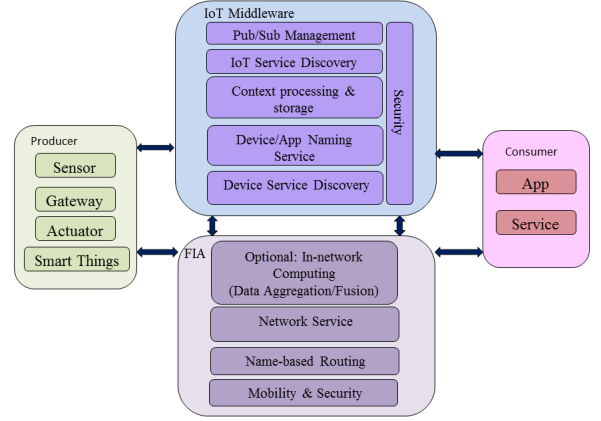 IoT Middleware
Pub/Sub Management
IoT Service Discovery
Context processing &
storage
Device/App Naming
Service
Device Service Discovery
Security
Producer
Sensor
Gateway
Actuator
Smart Things
Consumer
App
Service
FIA
Optional: In-network
Computing
(Data Aggregation/Fusion)
Network Service
Name-based Routing
Mobility & Security